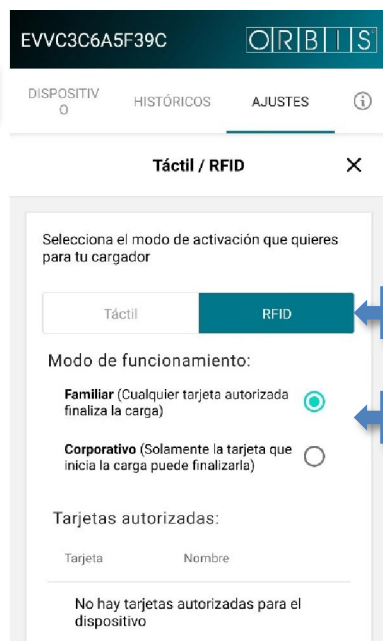 EVVC3C6A5F39C
ORBIS
DISPOSITIV
O
HISTÓRICOS
AJUSTES
Táctil / RFID
Selecciona el modo de activación que quieres
para tu cargador
Táctil
RFID
Modo de funcionamiento:
Familiar (Cualquier tarjeta autorizada
finaliza la carga)
Corporativo (Solamente la tarjeta que
inicia la carga puede finalizarla)
Tarjetas autorizadas:
Tarjeta
Nombre
No hay tarjetas autorizadas para el
dispositivo